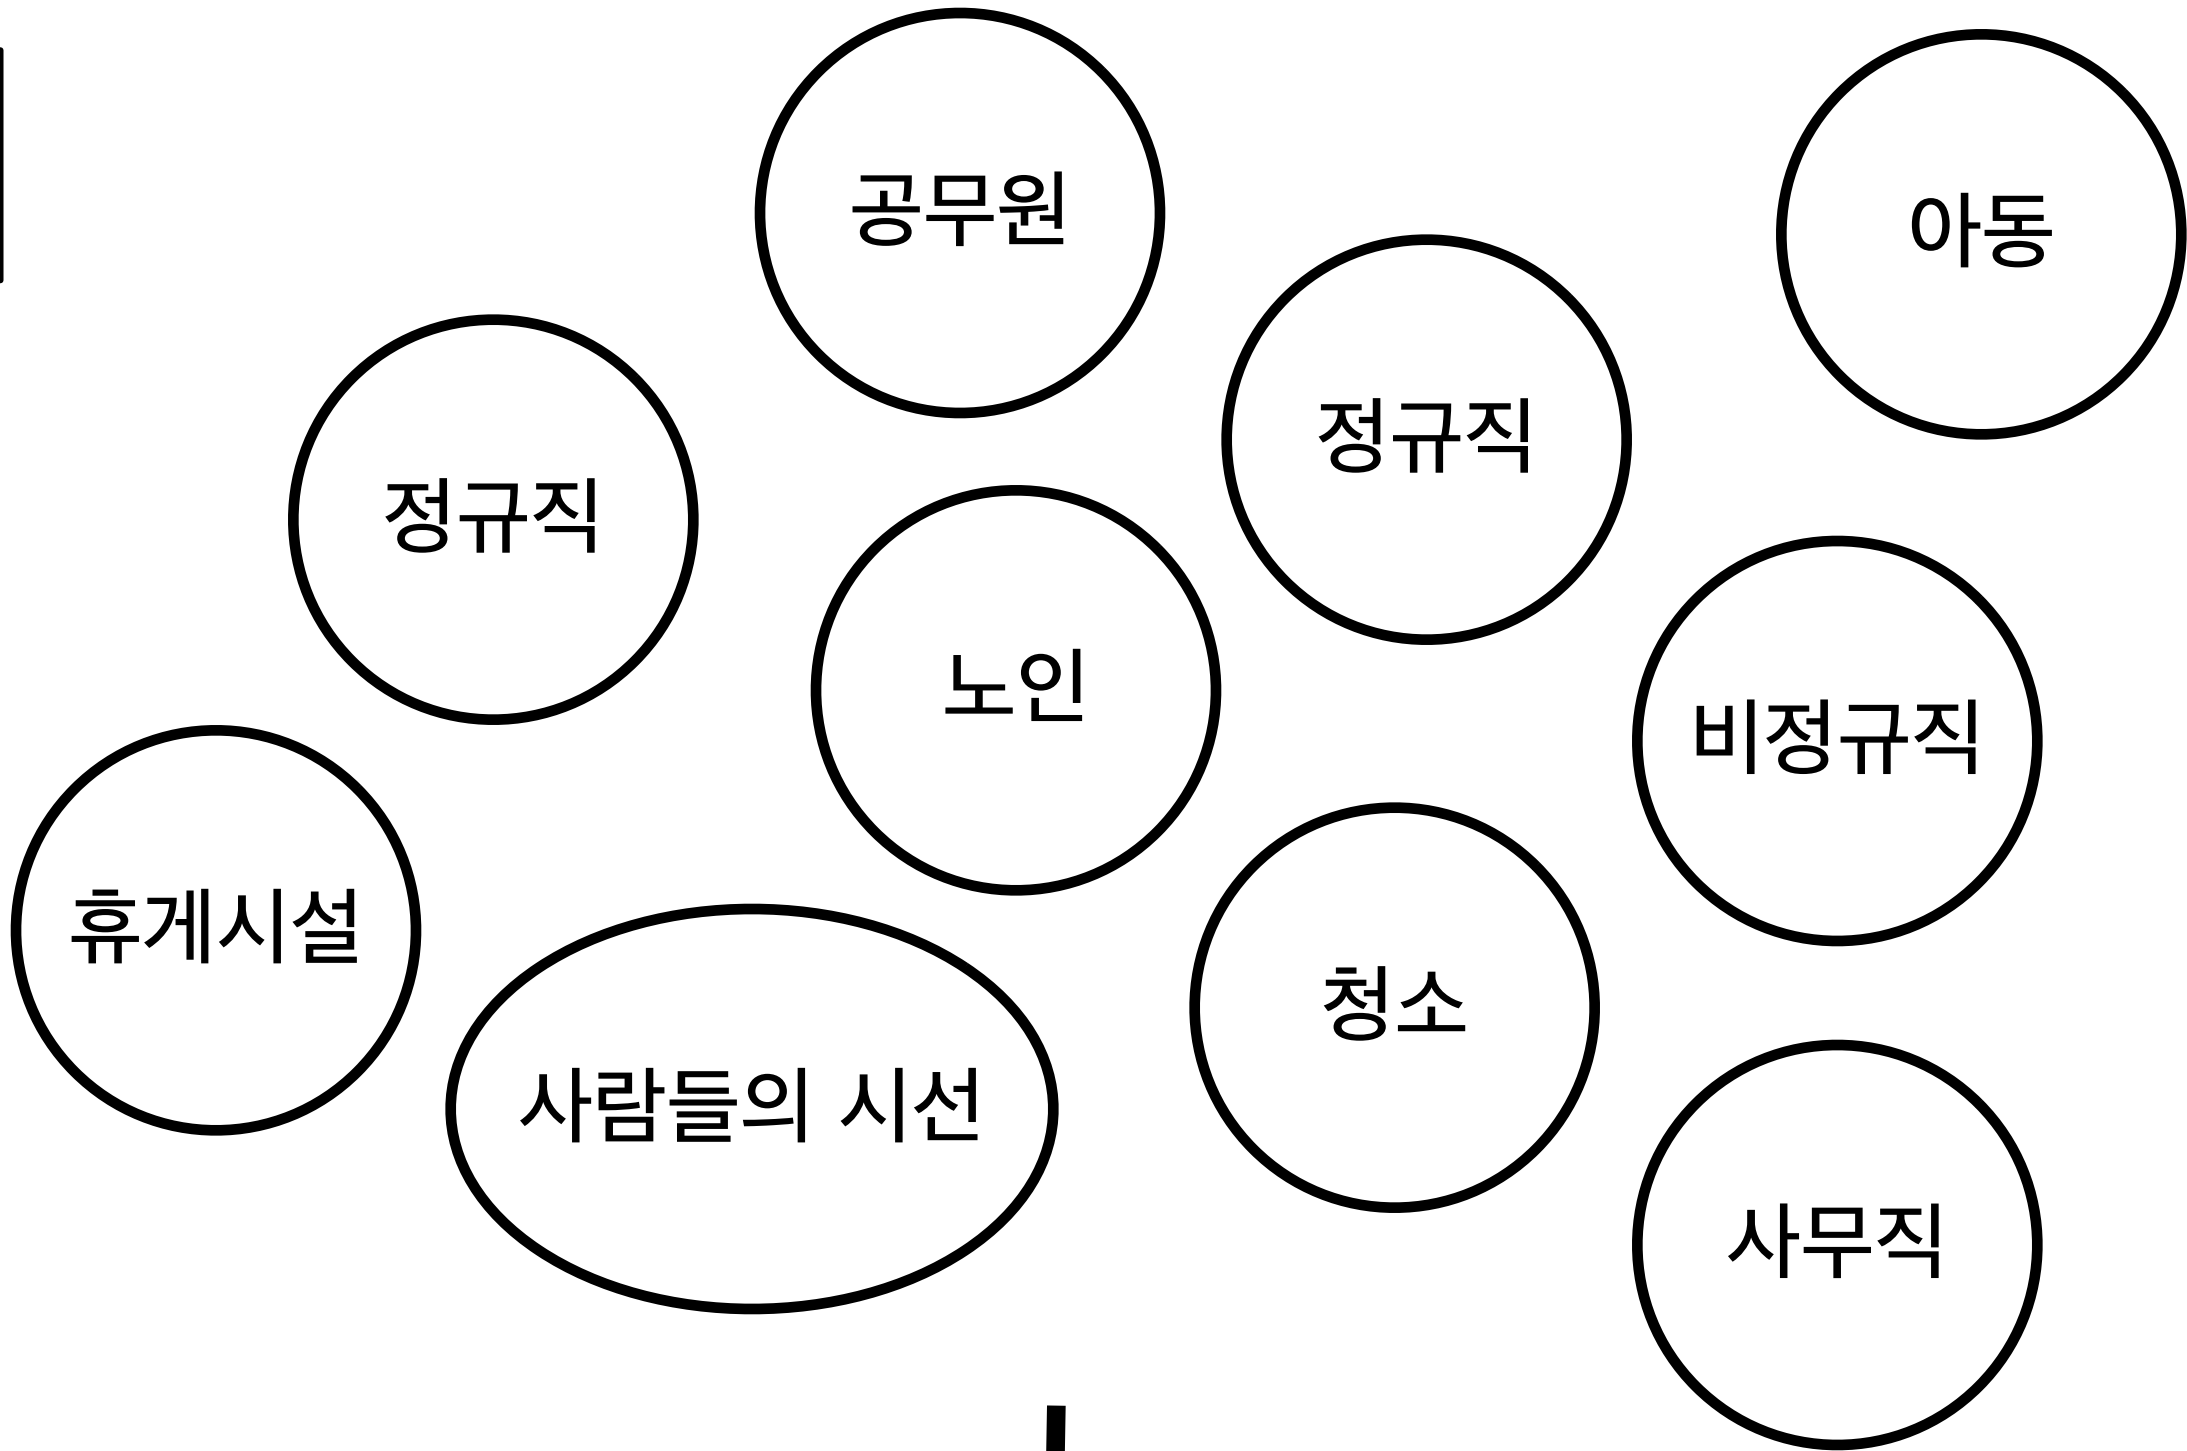 공무원
아동
정규직
정규직
노인
비정규직
휴게시설
청소
사람들의 시선
사무직